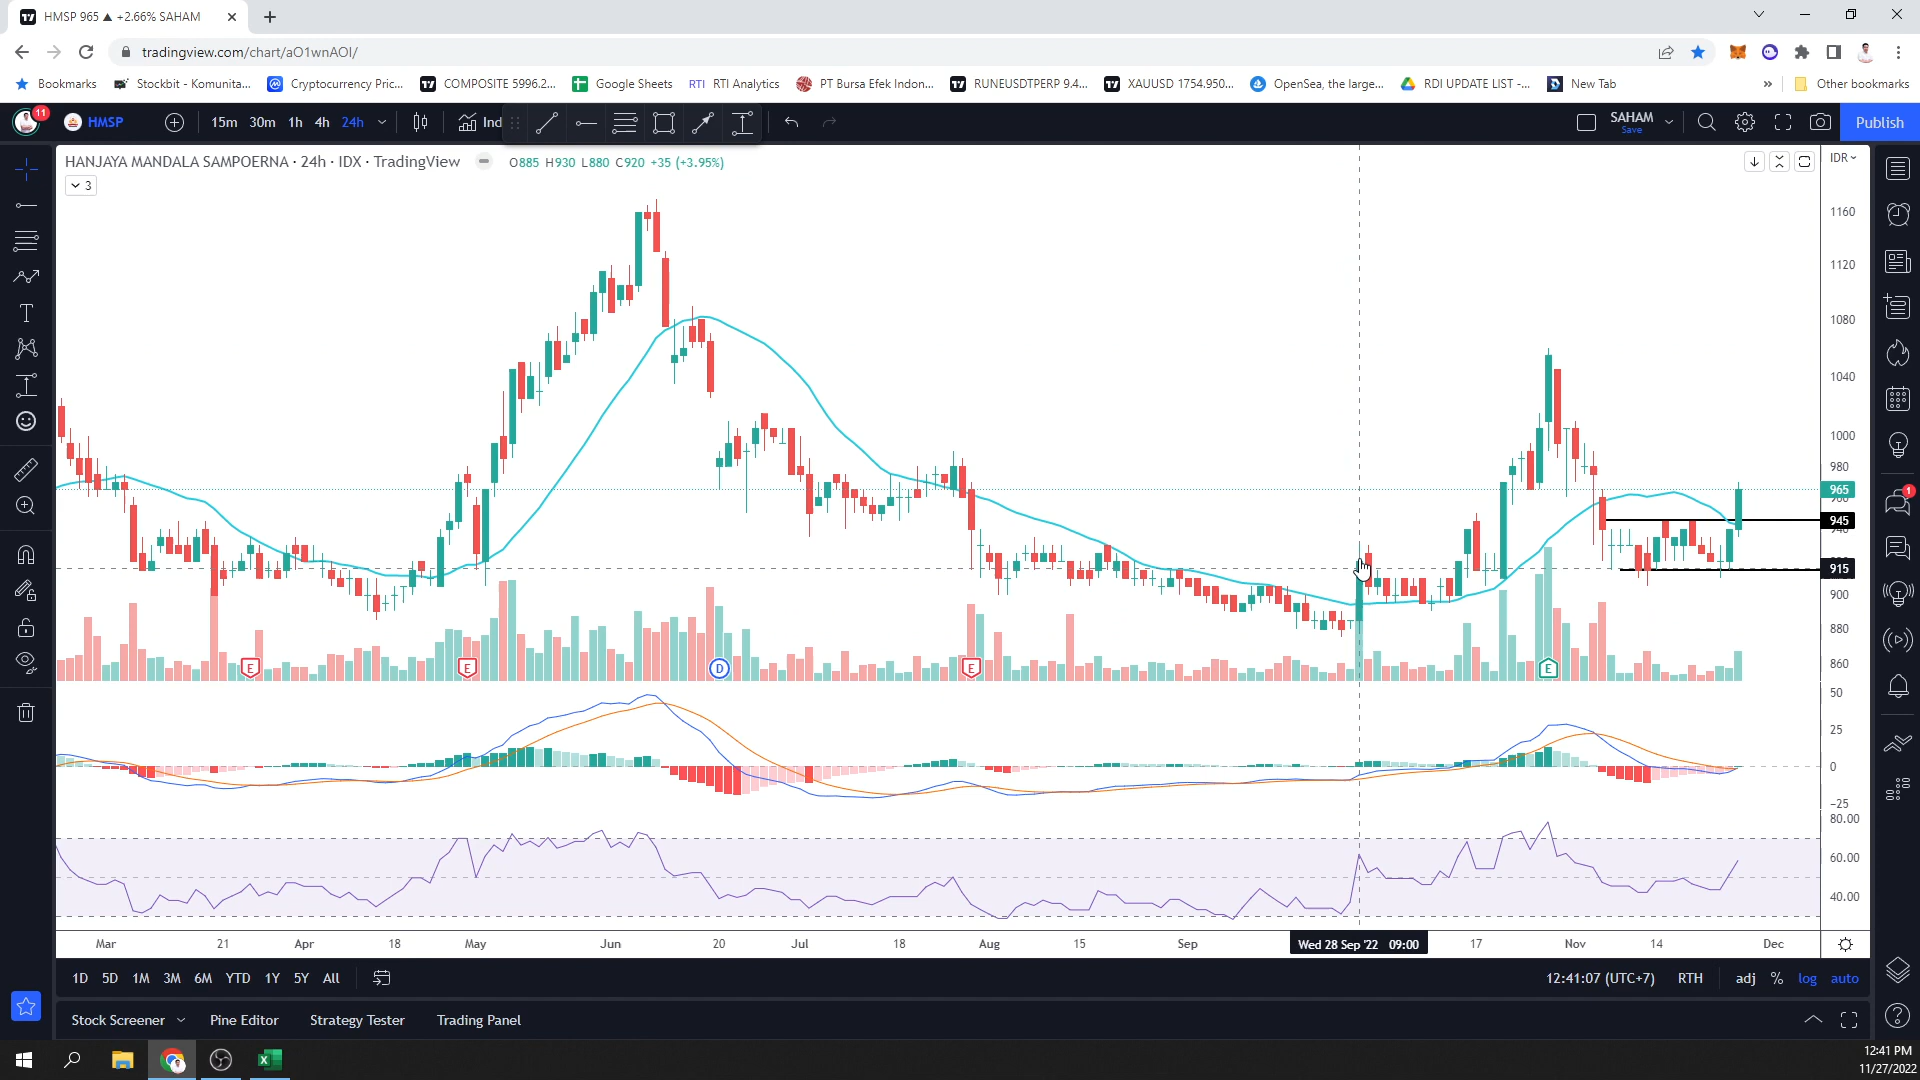 HMSP 965 ▲ +2.66% SAHAM
tradingview.com/chart/aO1wnAOI/
Bookmarks Stockbit - Komunita... Cryptocurrency Pric... COMPOSITE 5996.2... Google Sheets RTI RTI Analytics PT Bursa Efek Indon... RUNEUSDTPERP 9.4... XAUUSD 1754.950... OpenSea, the large... RDI UPDATE LIST -... New Tab » Other bookmarks
11 HMSP 15m 30m 1h 4h 24h Ind SAHAM Save Publish
HANJAYA MANDALA SAMPOERNA · 24h · IDX · TradingView O885 H930 L880 C920 +35 (+3.95%) IDR
3
1160
1120
1080
1040
1000
980
965
945
915
900
880
860
E E D E E
50
25
0
−25
80.00
60.00
40.00
Mar 21 Apr 18 May Jun 20 Jul 18 Aug 15 Sep Wed 28 Sep '22 09:00 17 Nov 14 Dec
1D 5D 1M 3M 6M YTD 1Y 5Y All 12:41:07 (UTC+7) RTH adj % log auto
Stock Screener Pine Editor Strategy Tester Trading Panel
1
12:41 PM
11/27/2022